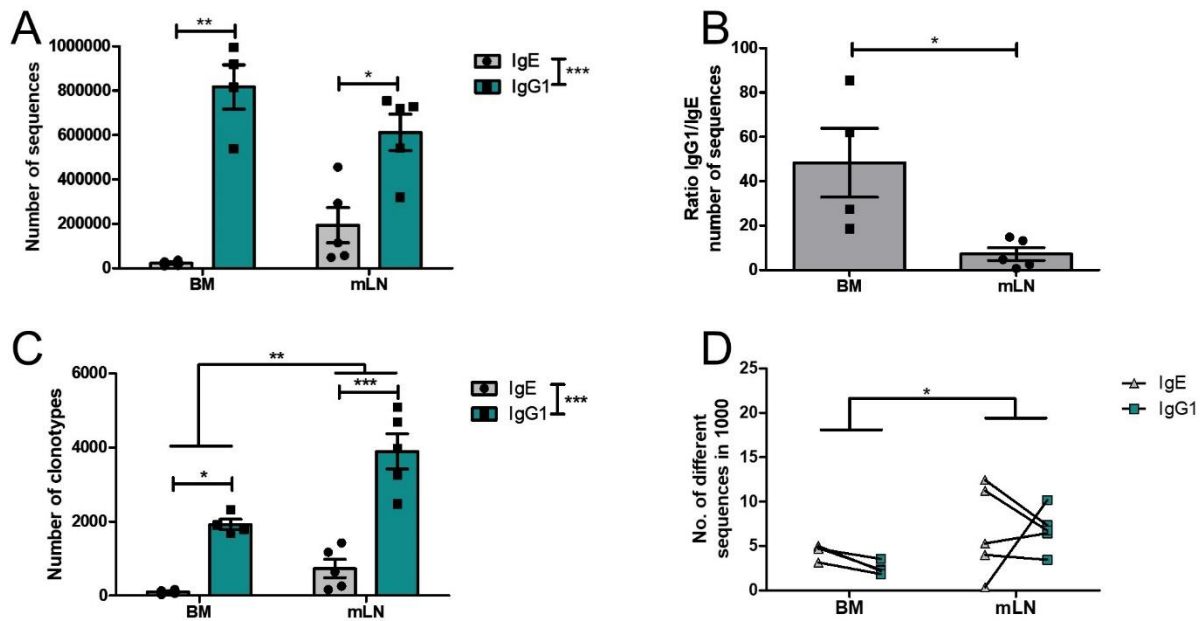 A
Number of sequences
1000000
800000
600000
400000
200000
0
**
*
BM
mLN
IgE
IgG1
***
B
Ratio IgG1/IgE
number of sequences
100
80
60
40
20
0
*
BM
mLN
C
Number of clonotypes
6000
4000
2000
0
**
*
***
BM
mLN
IgE
IgG1
***
D
No. of different
sequences in 1000
25
20
15
10
5
0
*
BM
mLN
IgE
IgG1